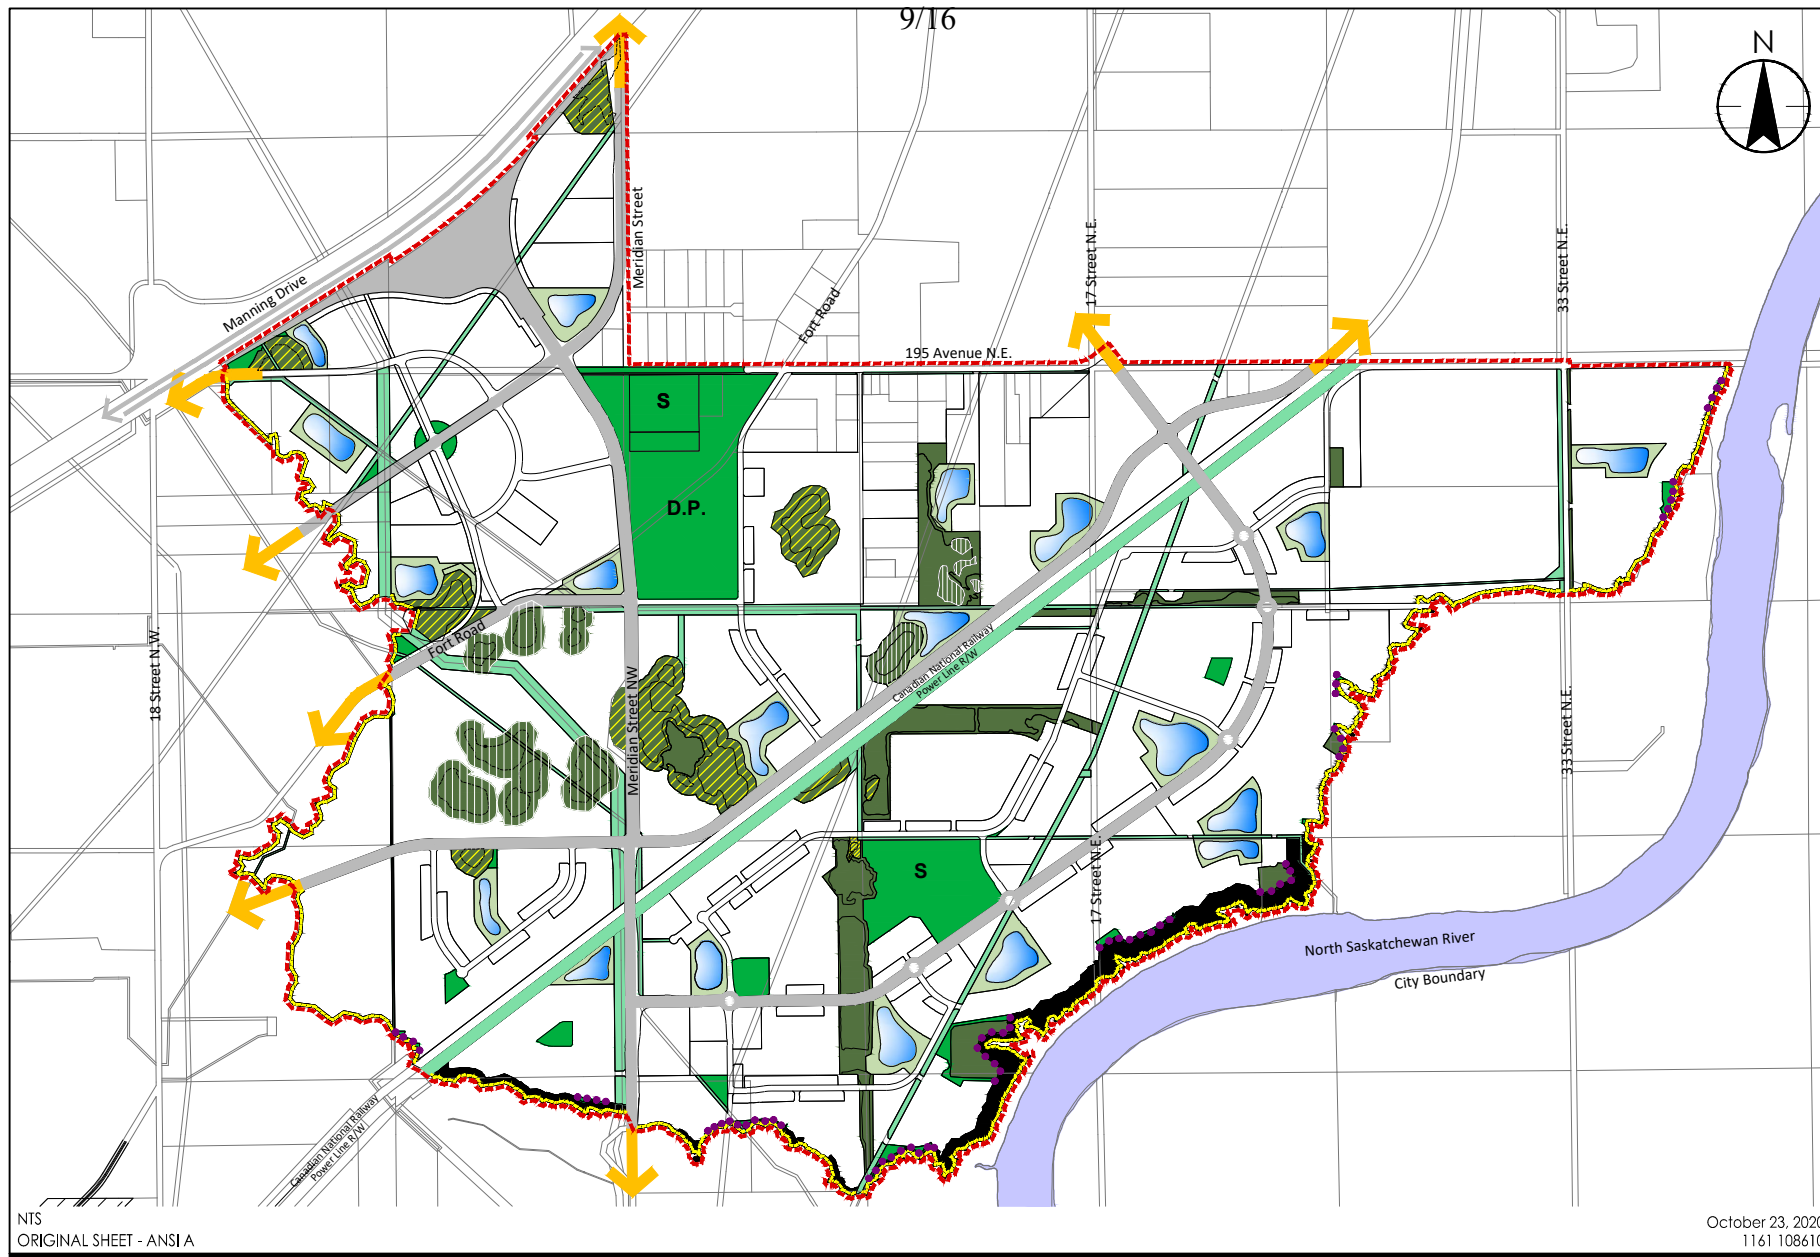 9/16
N
Meridian Street
Manning Drive
Fort Road
17 Street N.E.
33 Street N.E.
195 Avenue N.E.
S
D.P.
Fort Road
18 Street N.W.
Meridian Street NW
Canadian National Railway
Power Line R/W
33 Street N.E.
17 Street N.E.
S
North Saskatchewan River
City Boundary
Canadian National Railway
Power Line R/W
NTS
ORIGINAL SHEET - ANSI A
October 23, 2020
1161 108610